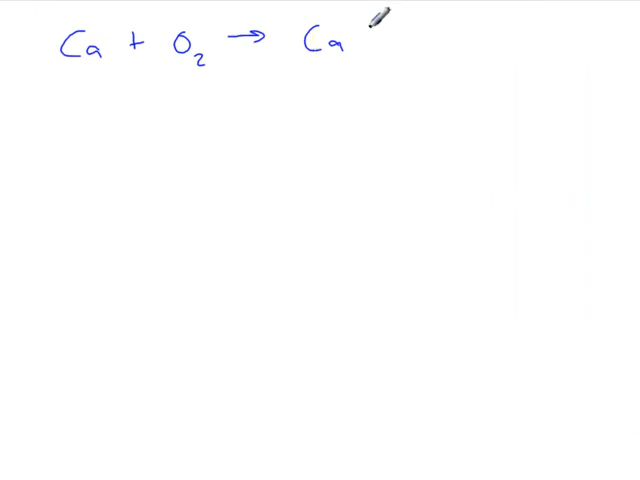 Ca + O₂ → Ca